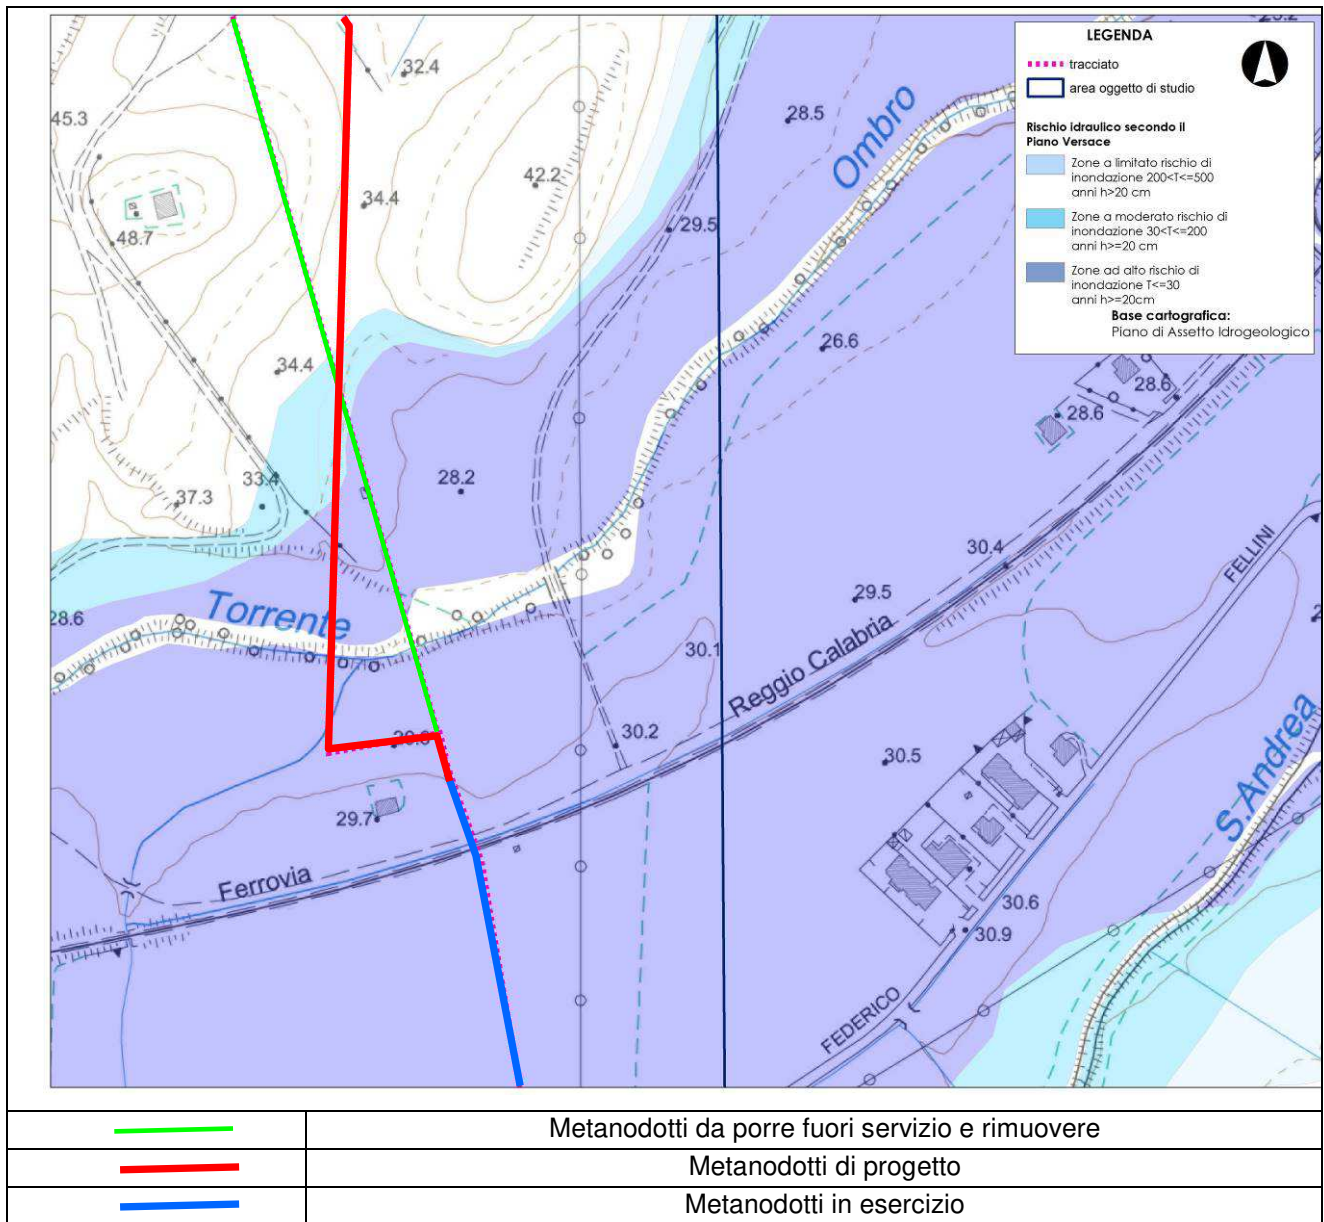 LEGENDA
tracciato
area oggetto di studio
Rischio idraulico secondo il
Piano Versace
Zone a limitato rischio di
inondazione 200<T<=500
anni h>20 cm
Zone a moderato rischio di
inondazione 30<T<=200
anni h>=20 cm
Zone ad alto rischio di
inondazione T<=30
anni h>=20cm
Base cartografica:
Piano di Assetto Idrogeologico
32.4
45.3
28.5
Ombro
42.2
34.4
29.5
48.7
26.6
34.4
28.6
28.6
28.2
33.4
37.3
30.4
FELLINI
29.5
Torrente
28.6
30.1
Reggio Calabria
30.2
30.5
S.Andrea
29.7
Ferrovia
30.6
30.9
FEDERICO
Metanodotti da porre fuori servizio e rimuovere
Metanodotti di progetto
Metanodotti in esercizio